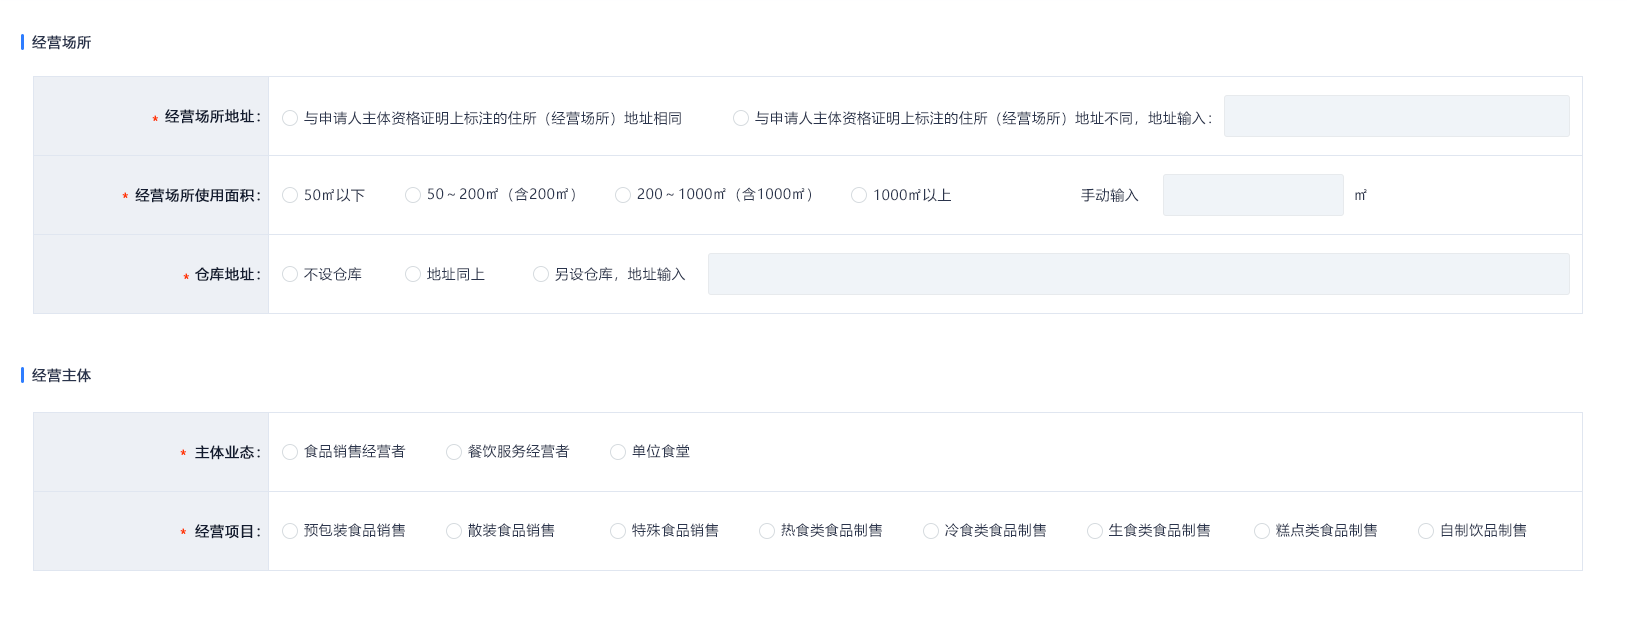 经营场所
* 经营场所地址： 与申请人主体资格证明上标注的住所（经营场所）地址相同 与申请人主体资格证明上标注的住所（经营场所）地址不同，地址输入：
* 经营场所使用面积： 50㎡以下 50～200㎡（含200㎡） 200～1000㎡（含1000㎡） 1000㎡以上 手动输入 ㎡
* 仓库地址： 不设仓库 地址同上 另设仓库，地址输入
经营主体
* 主体业态： 食品销售经营者 餐饮服务经营者 单位食堂
* 经营项目： 预包装食品销售 散装食品销售 特殊食品销售 热食类食品制售 冷食类食品制售 生食类食品制售 糕点类食品制售 自制饮品制售